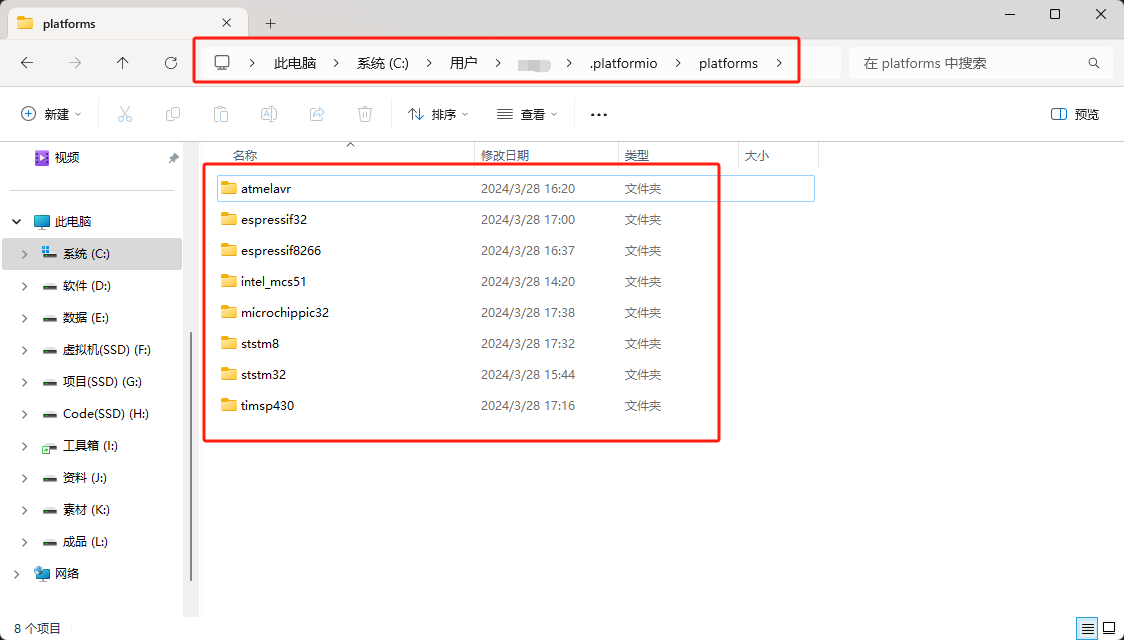 platforms
此电脑 系统 (C:) 用户 .platformio platforms
在 platforms 中搜索
新建 排序 查看 预览
名称 修改日期 类型 大小
视频
此电脑
系统 (C:)
软件 (D:)
数据 (E:)
虚拟机(SSD) (F:)
项目(SSD) (G:)
Code(SSD) (H:)
工具箱 (I:)
资料 (J:)
素材 (K:)
成品 (L:)
网络
atmelavr 2024/3/28 16:20 文件夹
espressif32 2024/3/28 17:00 文件夹
espressif8266 2024/3/28 16:37 文件夹
intel_mcs51 2024/3/28 14:20 文件夹
microchippic32 2024/3/28 17:38 文件夹
ststm8 2024/3/28 17:32 文件夹
ststm32 2024/3/28 15:44 文件夹
timsp430 2024/3/28 17:16 文件夹
8 个项目